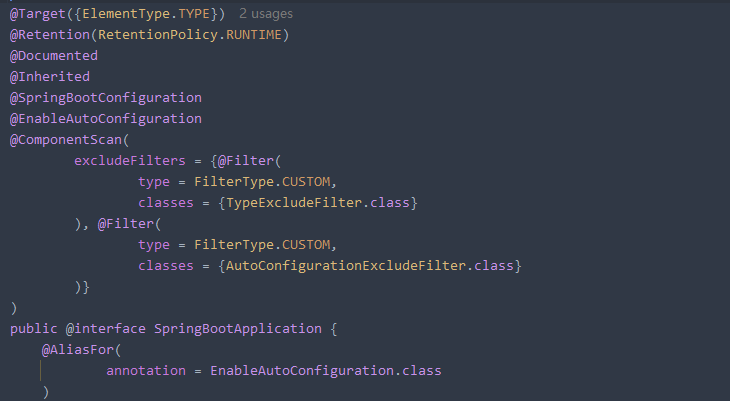 @Target({ElementType.TYPE}) 2 usages
@Retention(RetentionPolicy.RUNTIME)
@Documented
@Inherited
@SpringBootConfiguration
@EnableAutoConfiguration
@ComponentScan(
        excludeFilters = {@Filter(
                type = FilterType.CUSTOM,
                classes = {TypeExcludeFilter.class}
        ), @Filter(
                type = FilterType.CUSTOM,
                classes = {AutoConfigurationExcludeFilter.class}
        )}
)
public @interface SpringBootApplication {
    @AliasFor(
            annotation = EnableAutoConfiguration.class
    )